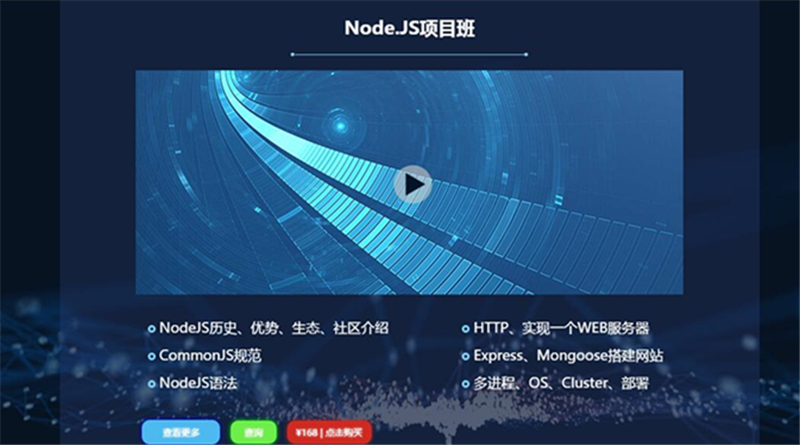 Node.JS项目班
NodeJS历史、优势、生态、社区介绍
CommonJS规范
NodeJS语法
HTTP、实现一个WEB服务器
Express、Mongoose搭建网站
多进程、OS、Cluster、部署
查看更多
查询
¥168 | 点击购买